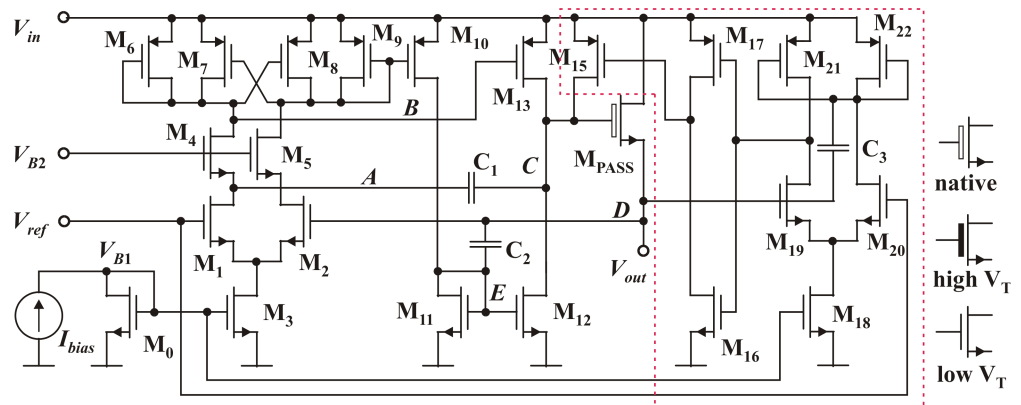 V_in M_6 M_7 M_8 M_9 M_10 M_13 M_15 M_17 M_21 M_22
B
M_4 M_5 M_PASS C_3
V_B2 A C_1 C native
V_ref D M_19 M_20
M_1 M_2 C_2 V_out
V_B1 high V_T
E
I_bias M_0 M_3 M_11 M_12 M_16 M_18
low V_T